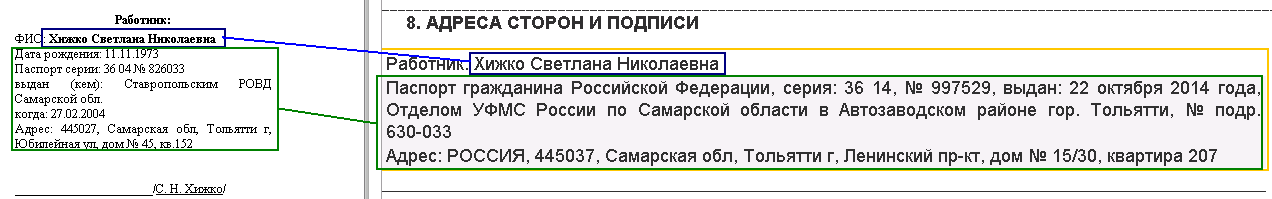 Работник:
ФИО: Хижко Светлана Николаевна
Дата рождения: 11.11.1973
Паспорт серии: 36 04 № 826033
выдан (кем): Ставропольским РОВД
Самарской обл.
когда: 27.02.2004
Адрес: 445027, Самарская обл, Тольятти г,
Юбилейная ул, дом № 45, кв.152
/С. Н. Хижко/
8. АДРЕСА СТОРОН И ПОДПИСИ
Работник: Хижко Светлана Николаевна
Паспорт гражданина Российской Федерации, серия: 36 14, № 997529, выдан: 22 октября 2014 года,
Отделом УФМС России по Самарской области в Автозаводском районе гор. Тольятти, № подр.
630-033
Адрес: РОССИЯ, 445037, Самарская обл, Тольятти г, Ленинский пр-кт, дом № 15/30, квартира 207